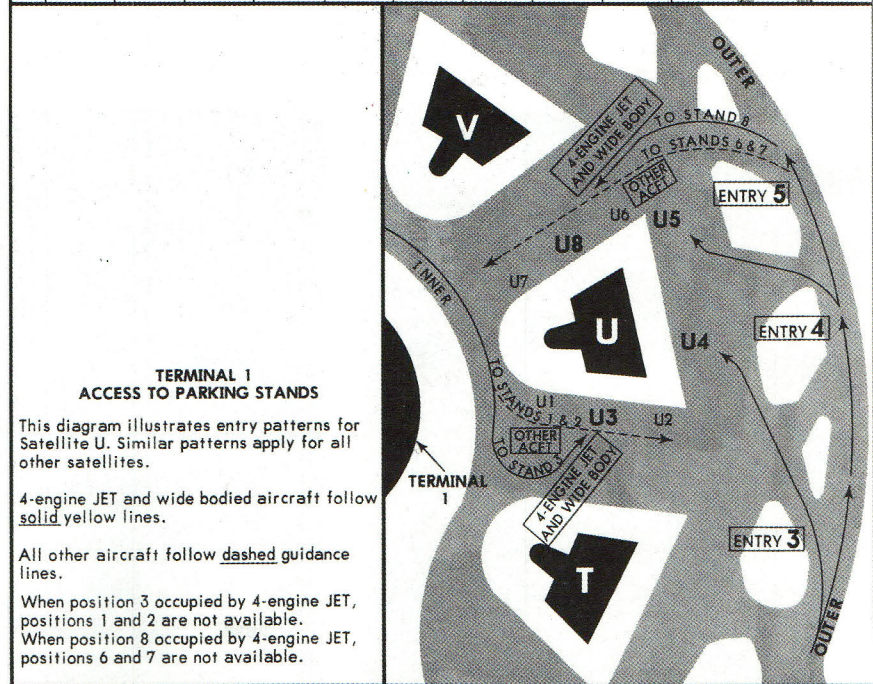 TERMINAL 1
ACCESS TO PARKING STANDS
This diagram illustrates entry patterns for
Satellite U. Similar patterns apply for all
other satellites.
4-engine JET and wide bodied aircraft follow
solid yellow lines.
All other aircraft follow dashed guidance
lines.
When position 3 occupied by 4-engine JET,
positions 1 and 2 are not available.
When position 8 occupied by 4-engine JET,
positions 6 and 7 are not available.
OUTER
V
4-ENGINE JET
AND WIDE BODY
TO STAND 8
TO STANDS 6 & 7
OTHER
ACFT
ENTRY 5
U6
U5
U8
U7
INNER
U
ENTRY 4
U4
TO STANDS 1 & 2
U1
U3
U2
OTHER
ACFT
TO STAND 3
4-ENGINE JET
AND WIDE BODY
TERMINAL
1
ENTRY 3
T
OUTER